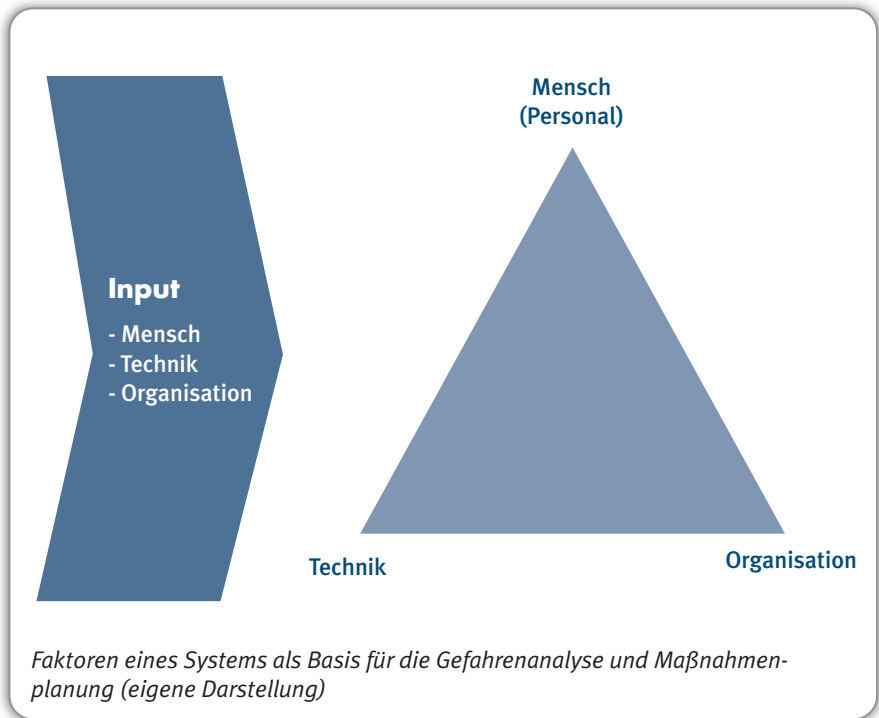 Input
- Mensch
- Technik
- Organisation
Mensch
(Personal)
Technik
Organisation
Faktoren eines Systems als Basis für die Gefahrenanalyse und Maßnahmen-
planung (eigene Darstellung)